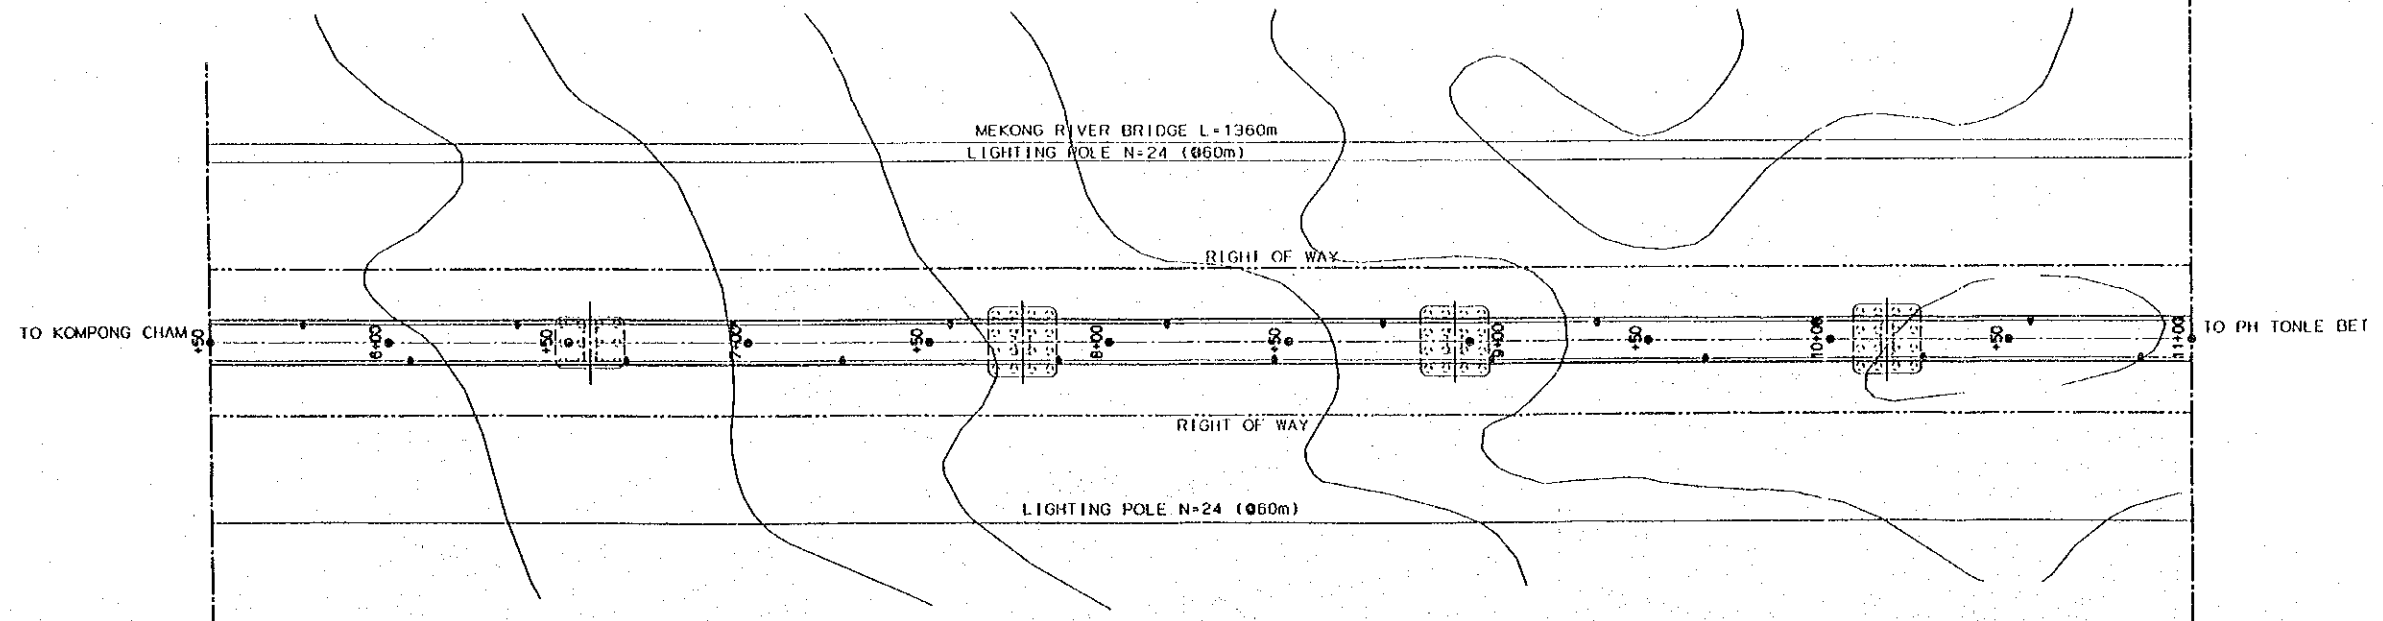 MEKONG RIVER BRIDGE L=1360m
LIGHTING POLE N=24 (@60m)
RIGHT OF WAY
TO KOMPONG CHAM
+50
6+00
+50
7+00
+50
8+00
+50
9+00
+50
10+00
+50
11+00
TO PH TONLE BET
RIGHT OF WAY
LIGHTING POLE N=24 (@60m)